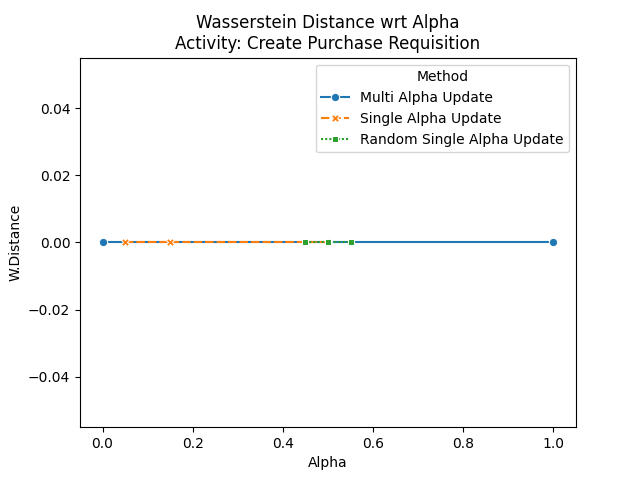 Wasserstein Distance wrt Alpha
Activity: Create Purchase Requisition
Method
Multi Alpha Update
Single Alpha Update
Random Single Alpha Update
W.Distance
0.04
0.02
0.00
−0.02
−0.04
0.0 0.2 0.4 0.6 0.8 1.0
Alpha